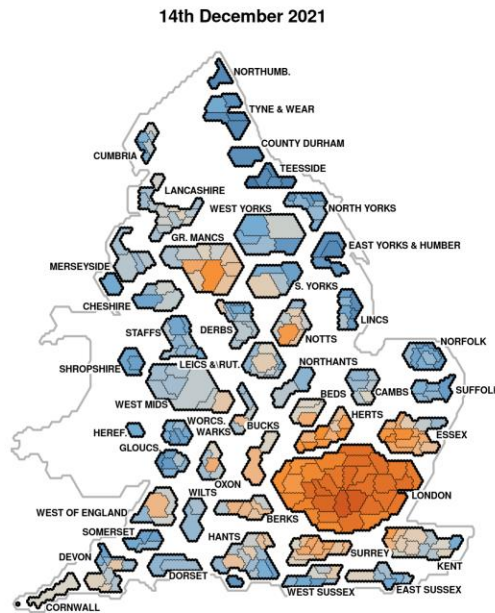 14th December 2021
NORTHUMB.
TYNE & WEAR
COUNTY DURHAM
CUMBRIA
TEESSIDE
LANCASHIRE
WEST YORKS
NORTH YORKS
GR. MANCS
EAST YORKS & HUMBER
MERSEYSIDE
S. YORKS
CHESHIRE
LINCS
STAFFS
DERBS
NOTTS
NORFOLK
SHROPSHIRE
LEICS & RUT.
NORTHANTS
BEDS
CAMBS
SUFFOLK
WEST MIDS
HERTS
WORCS.
BUCKS
HEREF.
WARKS
ESSEX
GLOUCS.
OXON
LONDON
WILTS
WEST OF ENGLAND
BERKS
SOMERSET
HANTS
SURREY
DEVON
KENT
DORSET
WEST SUSSEX
EAST SUSSEX
CORNWALL